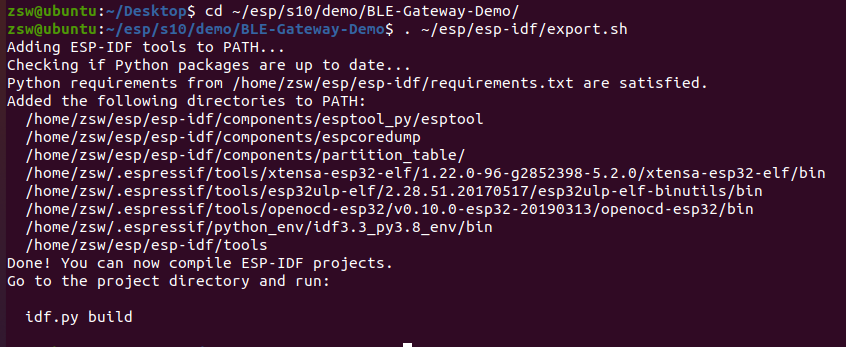 zsw@ubuntu:~/Desktop$ cd ~/esp/s10/demo/BLE-Gateway-Demo/
zsw@ubuntu:~/esp/s10/demo/BLE-Gateway-Demo$ . ~/esp/esp-idf/export.sh
Adding ESP-IDF tools to PATH...
Checking if Python packages are up to date...
Python requirements from /home/zsw/esp/esp-idf/requirements.txt are satisfied.
Added the following directories to PATH:
  /home/zsw/esp/esp-idf/components/esptool_py/esptool
  /home/zsw/esp/esp-idf/components/espcoredump
  /home/zsw/esp/esp-idf/components/partition_table/
  /home/zsw/.espressif/tools/xtensa-esp32-elf/1.22.0-96-g2852398-5.2.0/xtensa-esp32-elf/bin
  /home/zsw/.espressif/tools/esp32ulp-elf/2.28.51.20170517/esp32ulp-elf-binutils/bin
  /home/zsw/.espressif/tools/openocd-esp32/v0.10.0-esp32-20190313/openocd-esp32/bin
  /home/zsw/.espressif/python_env/idf3.3_py3.8_env/bin
  /home/zsw/esp/esp-idf/tools
Done! You can now compile ESP-IDF projects.
Go to the project directory and run:
  idf.py build